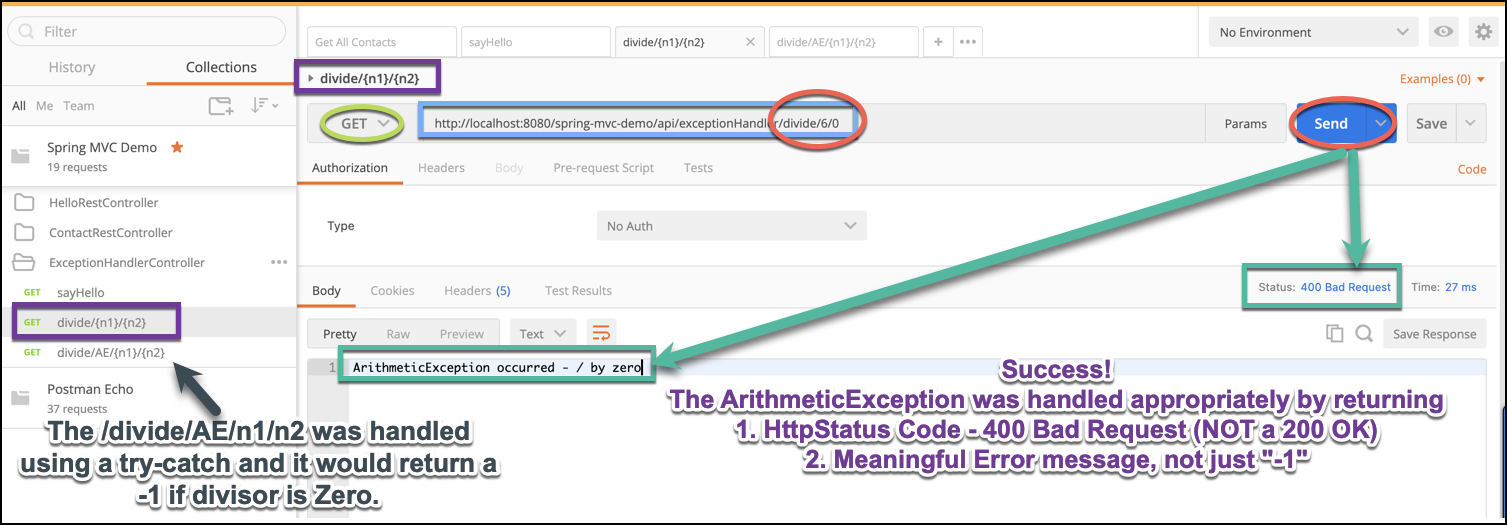 Filter
History
Collections
All Me Team
Spring MVC Demo
19 requests
HelloRestController
ContactRestController
ExceptionHandlerController
GET sayHello
GET divide/{n1}/{n2}
GET divide/AE/{n1}/{n2}
Postman Echo
37 requests
The /divide/AE/n1/n2 was handled
using a try-catch and it would return a
-1 if divisor is Zero.
Get All Contacts
sayHello
divide/{n1}/{n2}
divide/AE/{n1}/{n2}
No Environment
divide/{n1}/{n2}
Examples (0)
GET
http://localhost:8080/spring-mvc-demo/api/exceptionHandler/divide/6/0
Params
Send
Save
Authorization
Headers
Body
Pre-request Script
Tests
Code
Type
No Auth
Body
Cookies
Headers (5)
Test Results
Status: 400 Bad Request
Time: 27 ms
Pretty
Raw
Preview
Text
Save Response
1 ArithmeticException occurred - / by zero
Success!
The ArithmeticException was handled appropriately by returning
1. HttpStatus Code - 400 Bad Request (NOT a 200 OK)
2. Meaningful Error message, not just "-1"